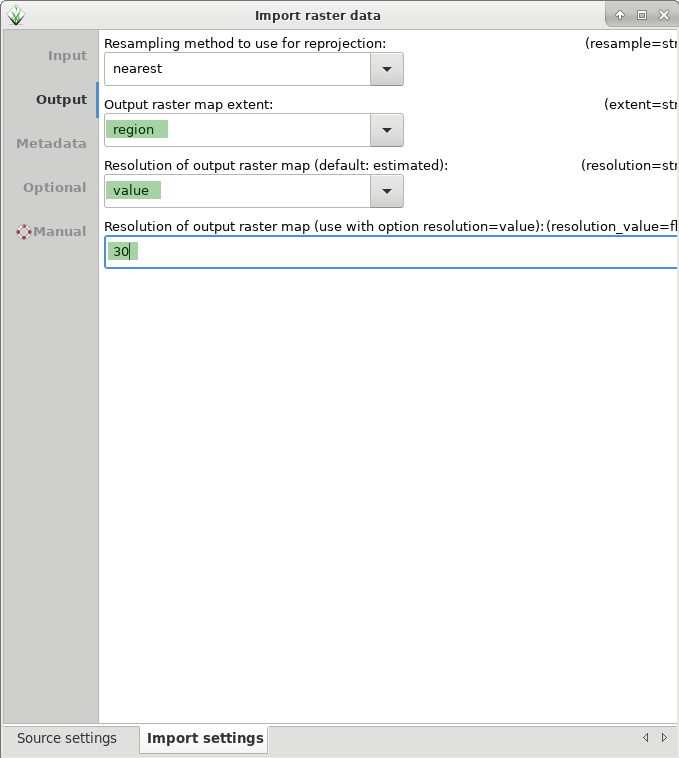 Import raster data
Input
Output
Metadata
Optional
Manual
Resampling method to use for reprojection: (resample=str
nearest
Output raster map extent: (extent=str
region
Resolution of output raster map (default: estimated): (resolution=str
value
Resolution of output raster map (use with option resolution=value): (resolution_value=fl
30
Source settings
Import settings